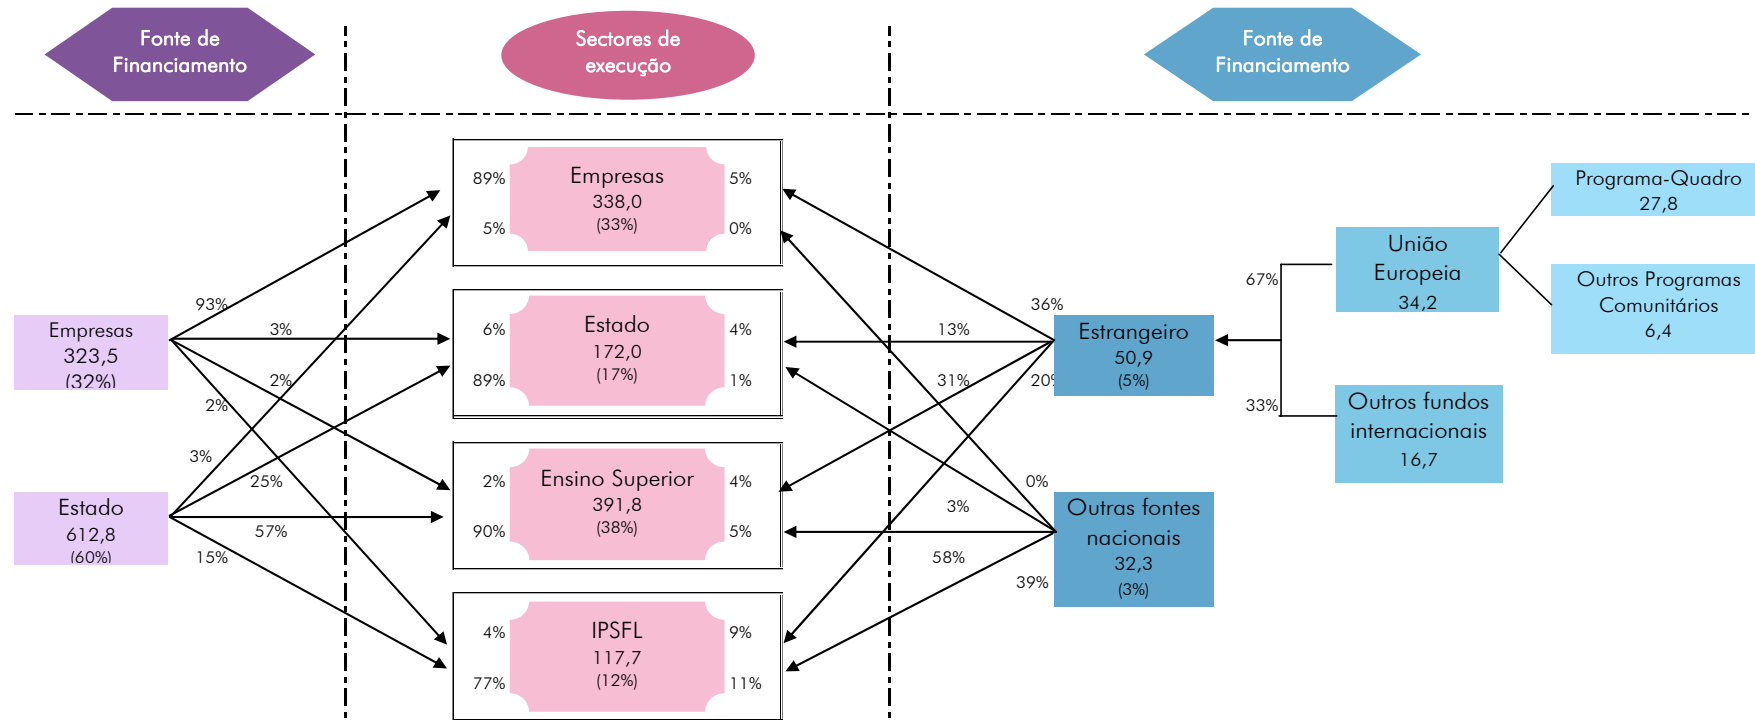 Fonte de
Financiamento
Sectores de
execução
Fonte de
Financiamento
Empresas
323,5
(32%)
Estado
612,8
(60%)
93%
3%
2%
2%
3%
25%
57%
15%
89%
5%
Empresas
338,0
(33%)
5%
0%
6%
89%
Estado
172,0
(17%)
4%
1%
2%
90%
Ensino Superior
391,8
(38%)
4%
5%
4%
77%
IPSFL
117,7
(12%)
9%
11%
36%
13%
31%
20%
0%
3%
58%
39%
Estrangeiro
50,9
(5%)
Outras fontes
nacionais
32,3
(3%)
67%
33%
União
Europeia
34,2
Outros fundos
internacionais
16,7
Programa-Quadro
27,8
Outros Programas
Comunitários
6,4